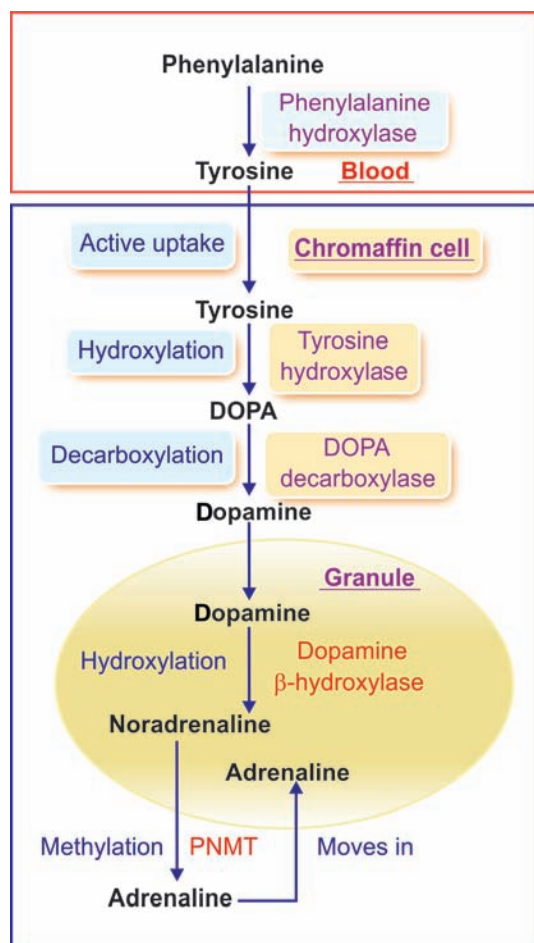 Phenylalanine
Phenylalanine
hydroxylase
Tyrosine
Blood
Active uptake
Chromaffin cell
Tyrosine
Hydroxylation
Tyrosine
hydroxylase
DOPA
Decarboxylation
DOPA
decarboxylase
Dopamine
Granule
Dopamine
Hydroxylation
Dopamine
β-hydroxylase
Noradrenaline
Adrenaline
Methylation
PNMT
Moves in
Adrenaline